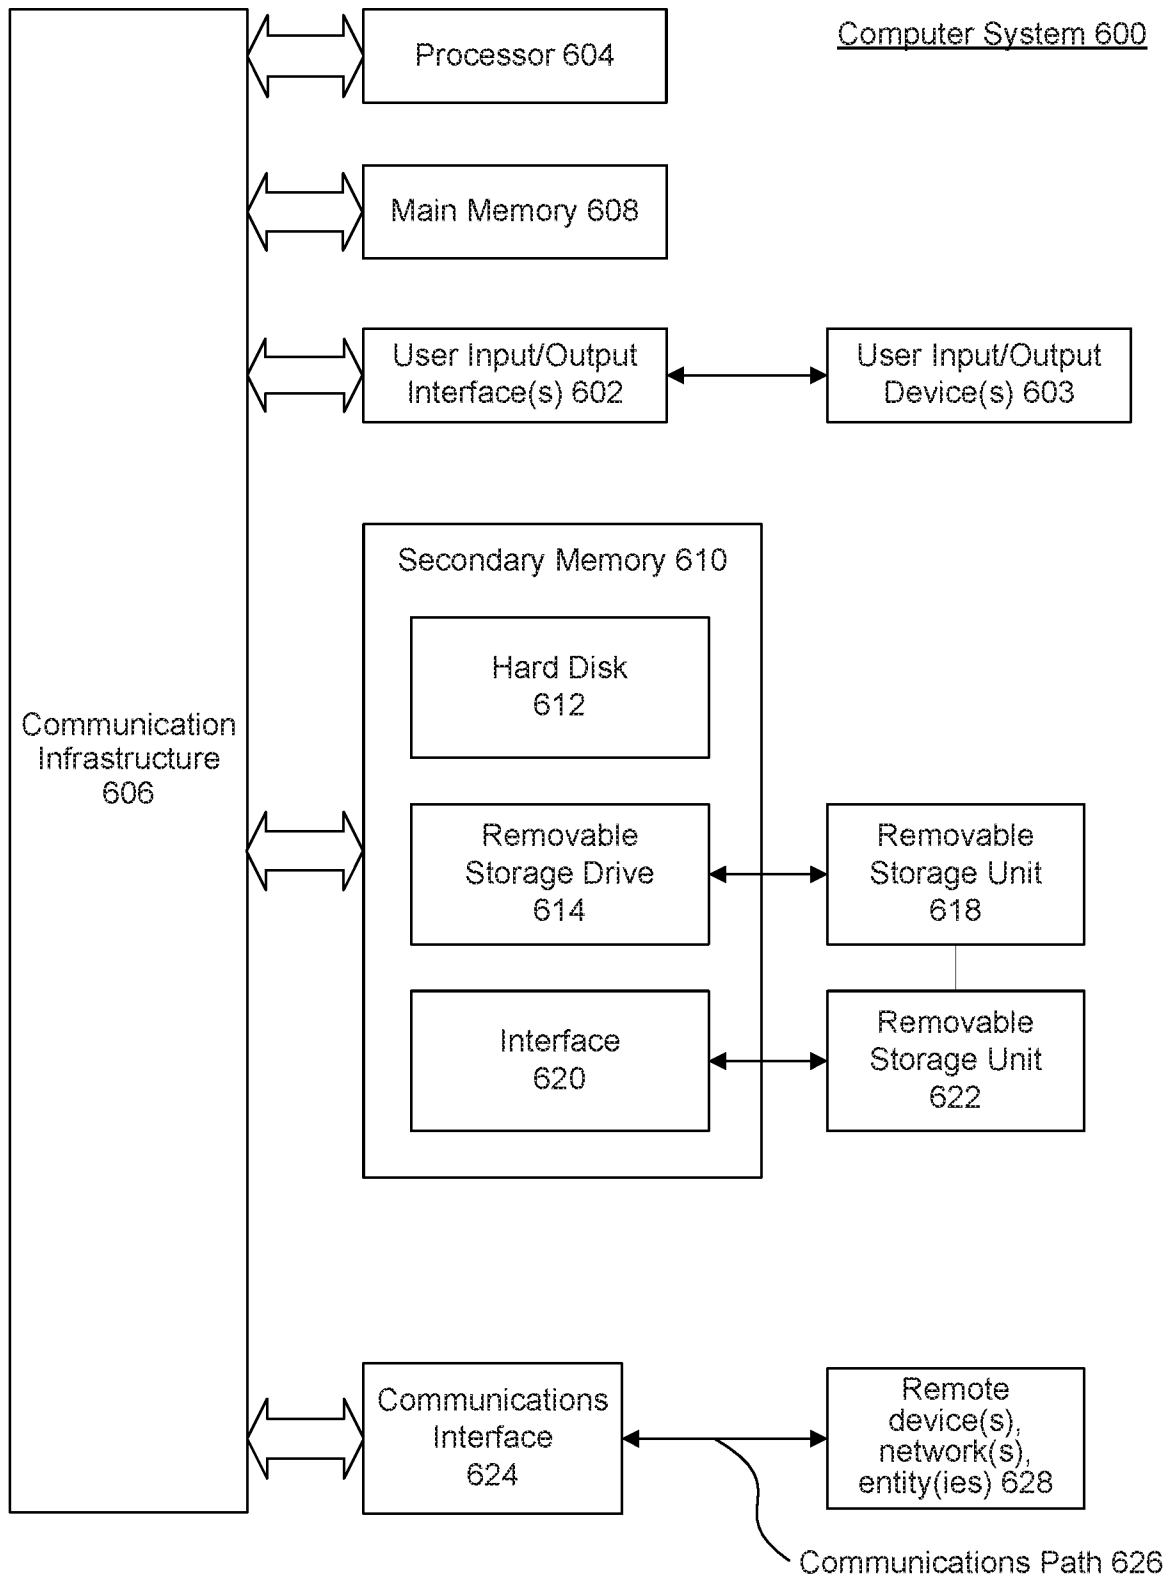 Computer System 600
Processor 604
Main Memory 608
User Input/Output
Interface(s) 602
User Input/Output
Device(s) 603
Secondary Memory 610
Hard Disk
612
Communication
Infrastructure
606
Removable
Storage Drive
614
Removable
Storage Unit
618
Interface
620
Removable
Storage Unit
622
Communications
Interface
624
Remote
device(s),
network(s),
entity(ies) 628
Communications Path 626